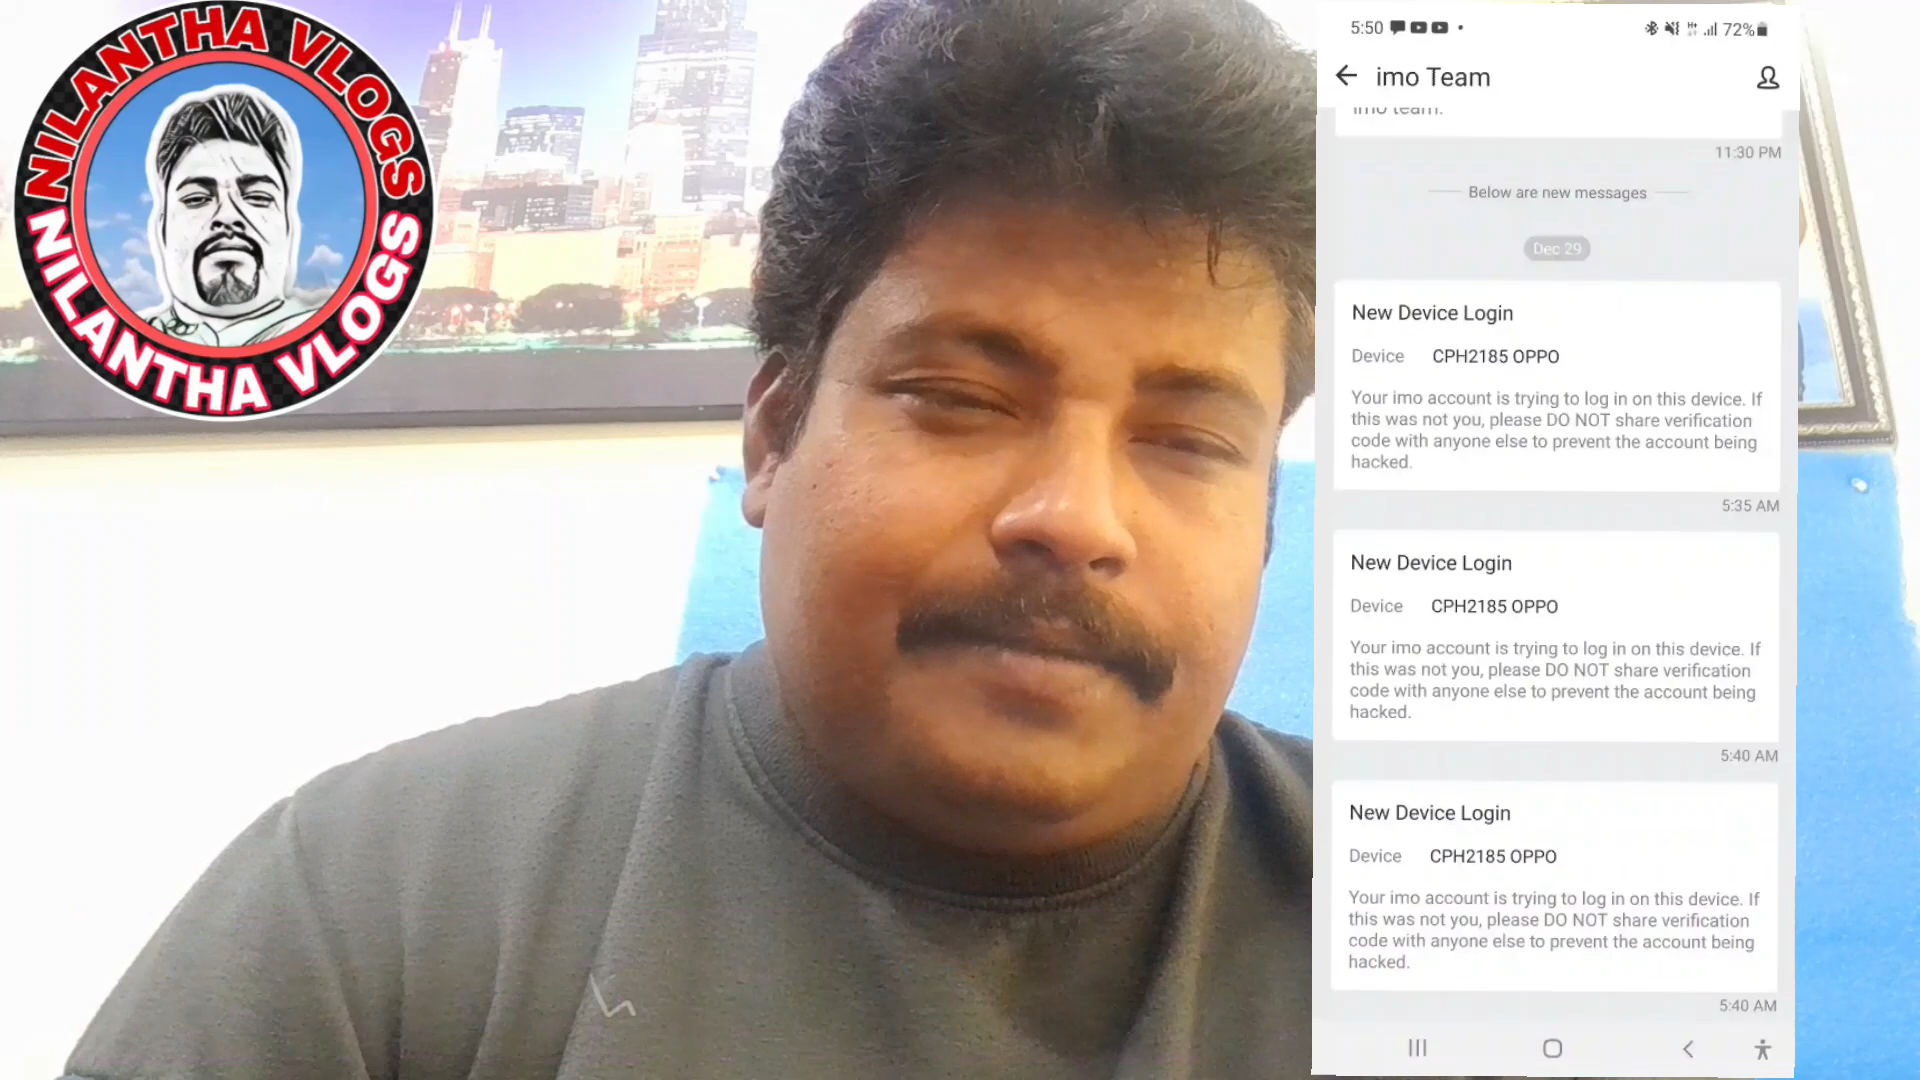 NILANTHA VLOGS
NILANTHA VLOGS
5:50
72%
imo Team
imo team.
11:30 PM
Below are new messages
Dec 29
New Device Login
Device CPH2185 OPPO
Your imo account is trying to log in on this device. If
this was not you, please DO NOT share verification
code with anyone else to prevent the account being
hacked.
5:35 AM
New Device Login
Device CPH2185 OPPO
Your imo account is trying to log in on this device. If
this was not you, please DO NOT share verification
code with anyone else to prevent the account being
hacked.
5:40 AM
New Device Login
Device CPH2185 OPPO
Your imo account is trying to log in on this device. If
this was not you, please DO NOT share verification
code with anyone else to prevent the account being
hacked.
5:40 AM